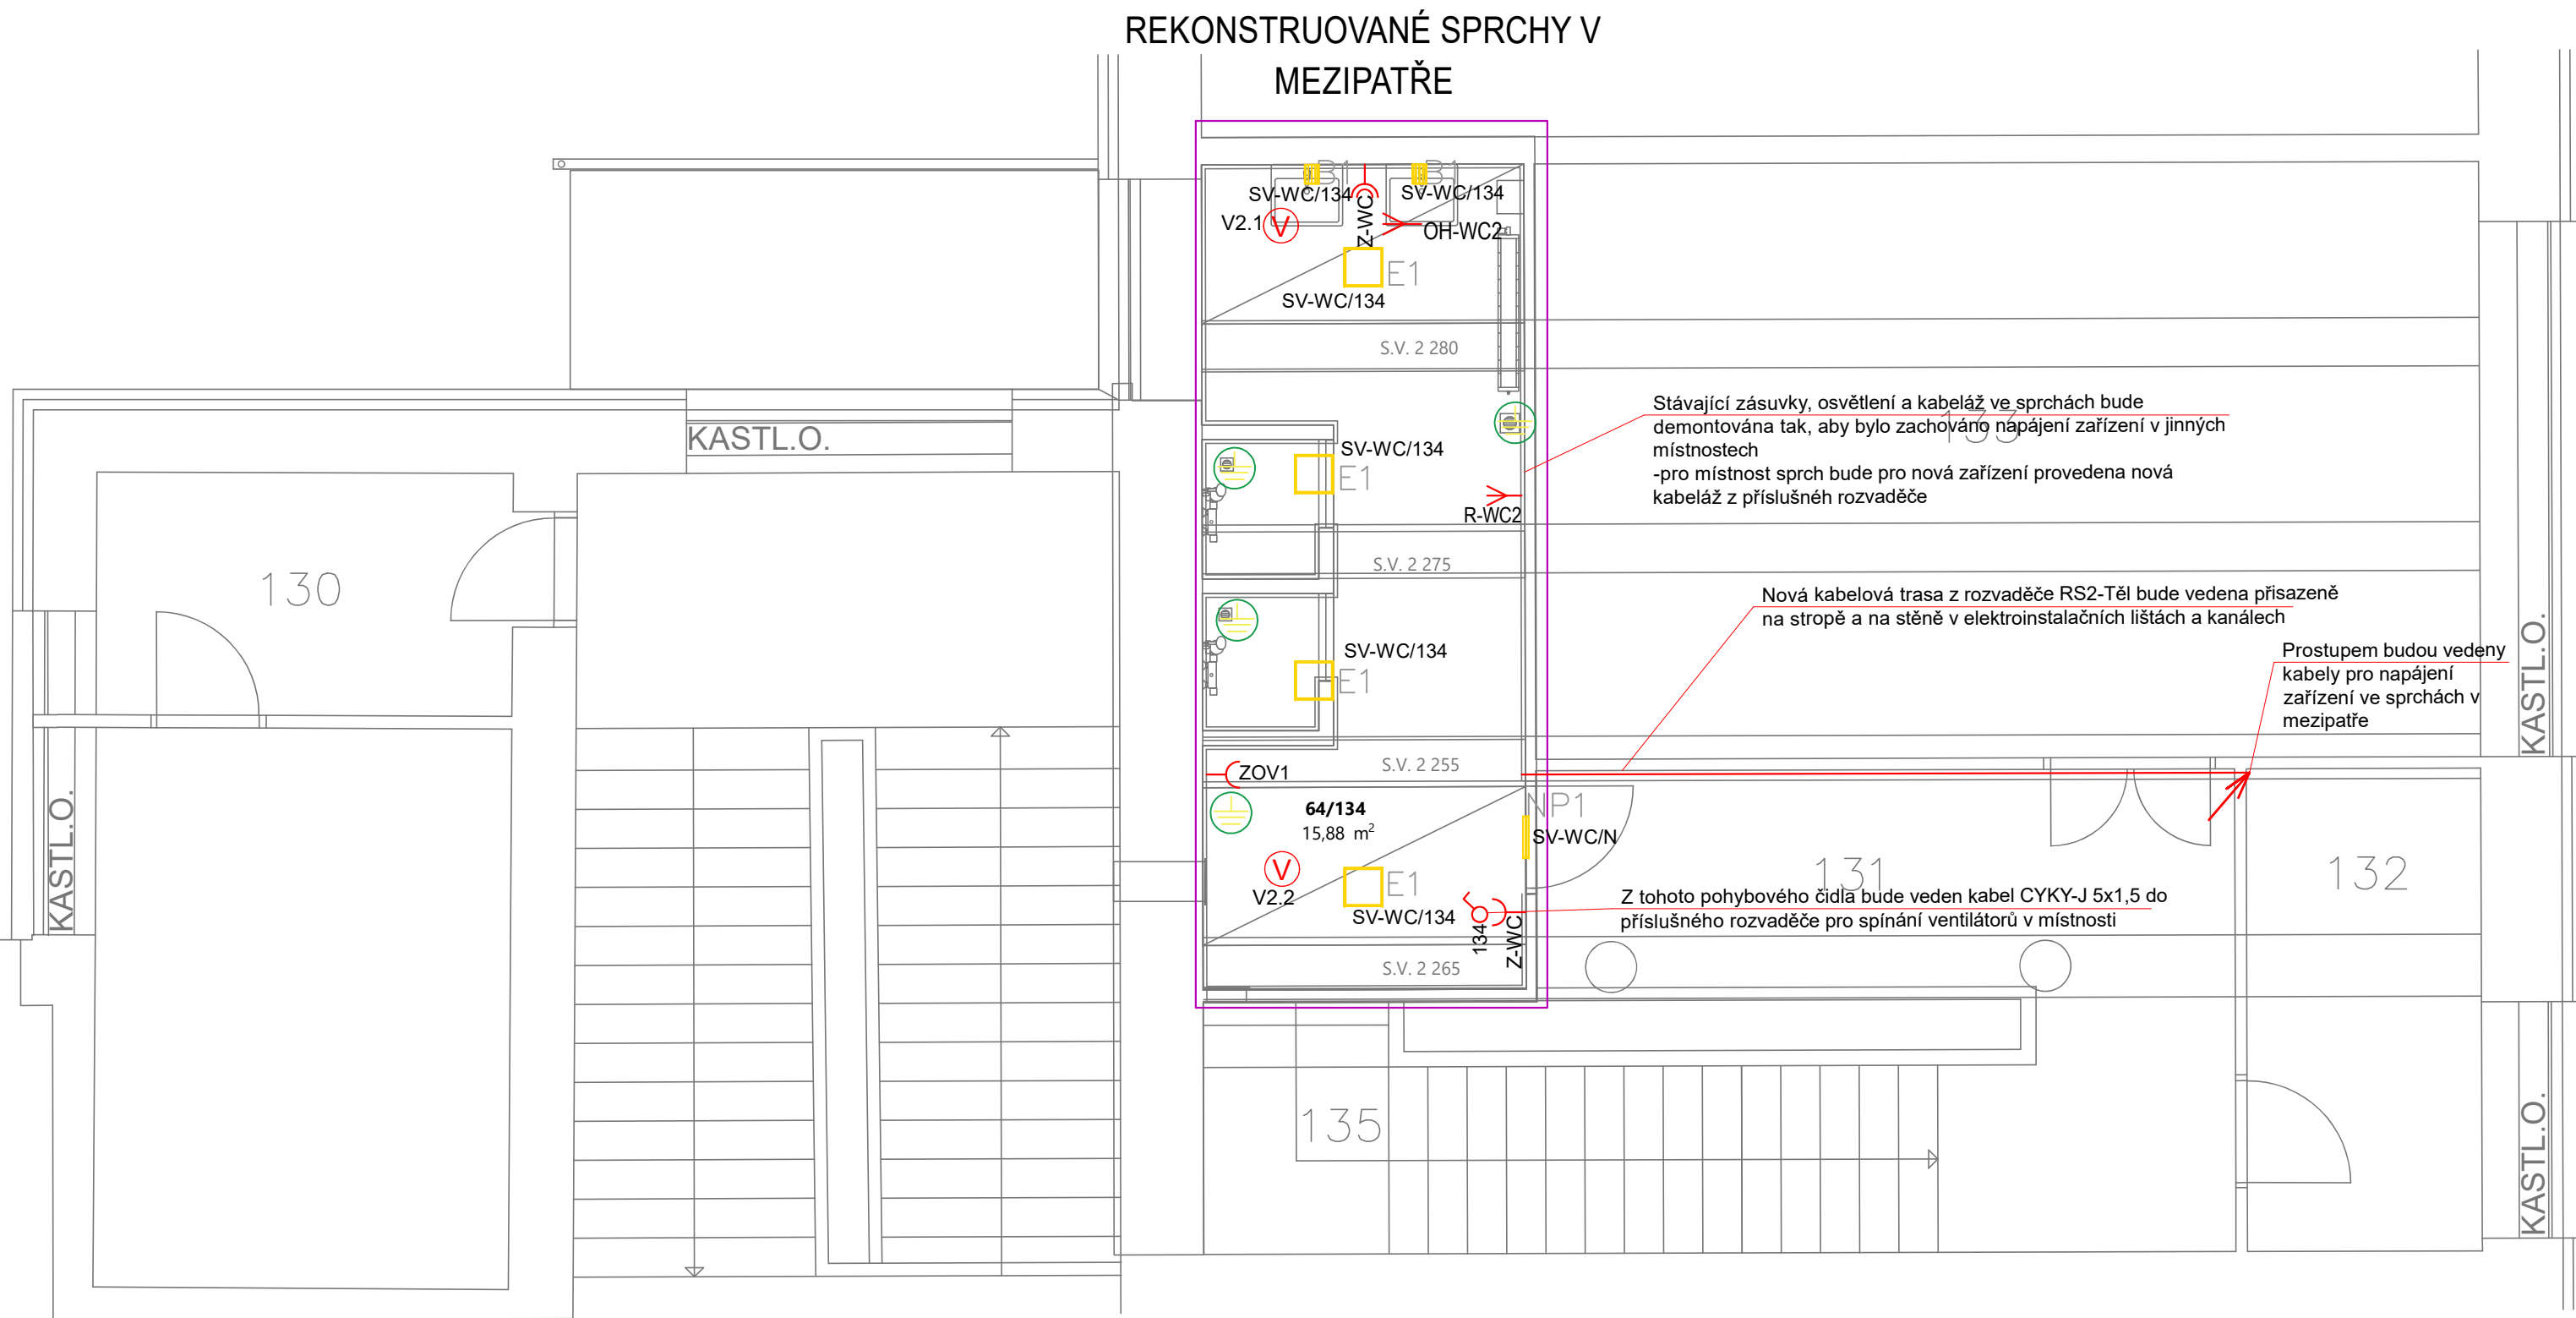 REKONSTRUOVANÉ SPRCHY V
MEZIPATŘE
B1
B1
SV-WC/134
SV-WC/134
V2.1
V
Z-WC
OH-WC2
E1
SV-WC/134
S.V. 2 280
KASTL.O.
SV-WC/134
E1
R-WC2
133
Stávající zásuvky, osvětlení a kabeláž ve sprchách bude
demontována tak, aby bylo zachováno napájení zařízení v jinných
místnostech
-pro místnost sprch bude pro nová zařízení provedena nová
kabeláž z příslušnéh rozvaděče
S.V. 2 275
130
Nová kabelová trasa z rozvaděče RS2-Těl bude vedena přisazeně
na stropě a na stěně v elektroinstalačních lištách a kanálech
SV-WC/134
E1
Prostupem budou vedeny
kabely pro napájení
zařízení ve sprchách v
mezipatře
KASTL.O.
KASTL.O.
ZOV1
S.V. 2 255
64/134
15,88 m²
NP1
SV-WC/N
V
V2.2
E1
SV-WC/134
131
132
Z tohoto pohybového čidla bude veden kabel CYKY-J 5x1,5 do
příslušného rozvaděče pro spínání ventilátorů v místnosti
134
Z-WC
S.V. 2 265
135
KASTL.O.